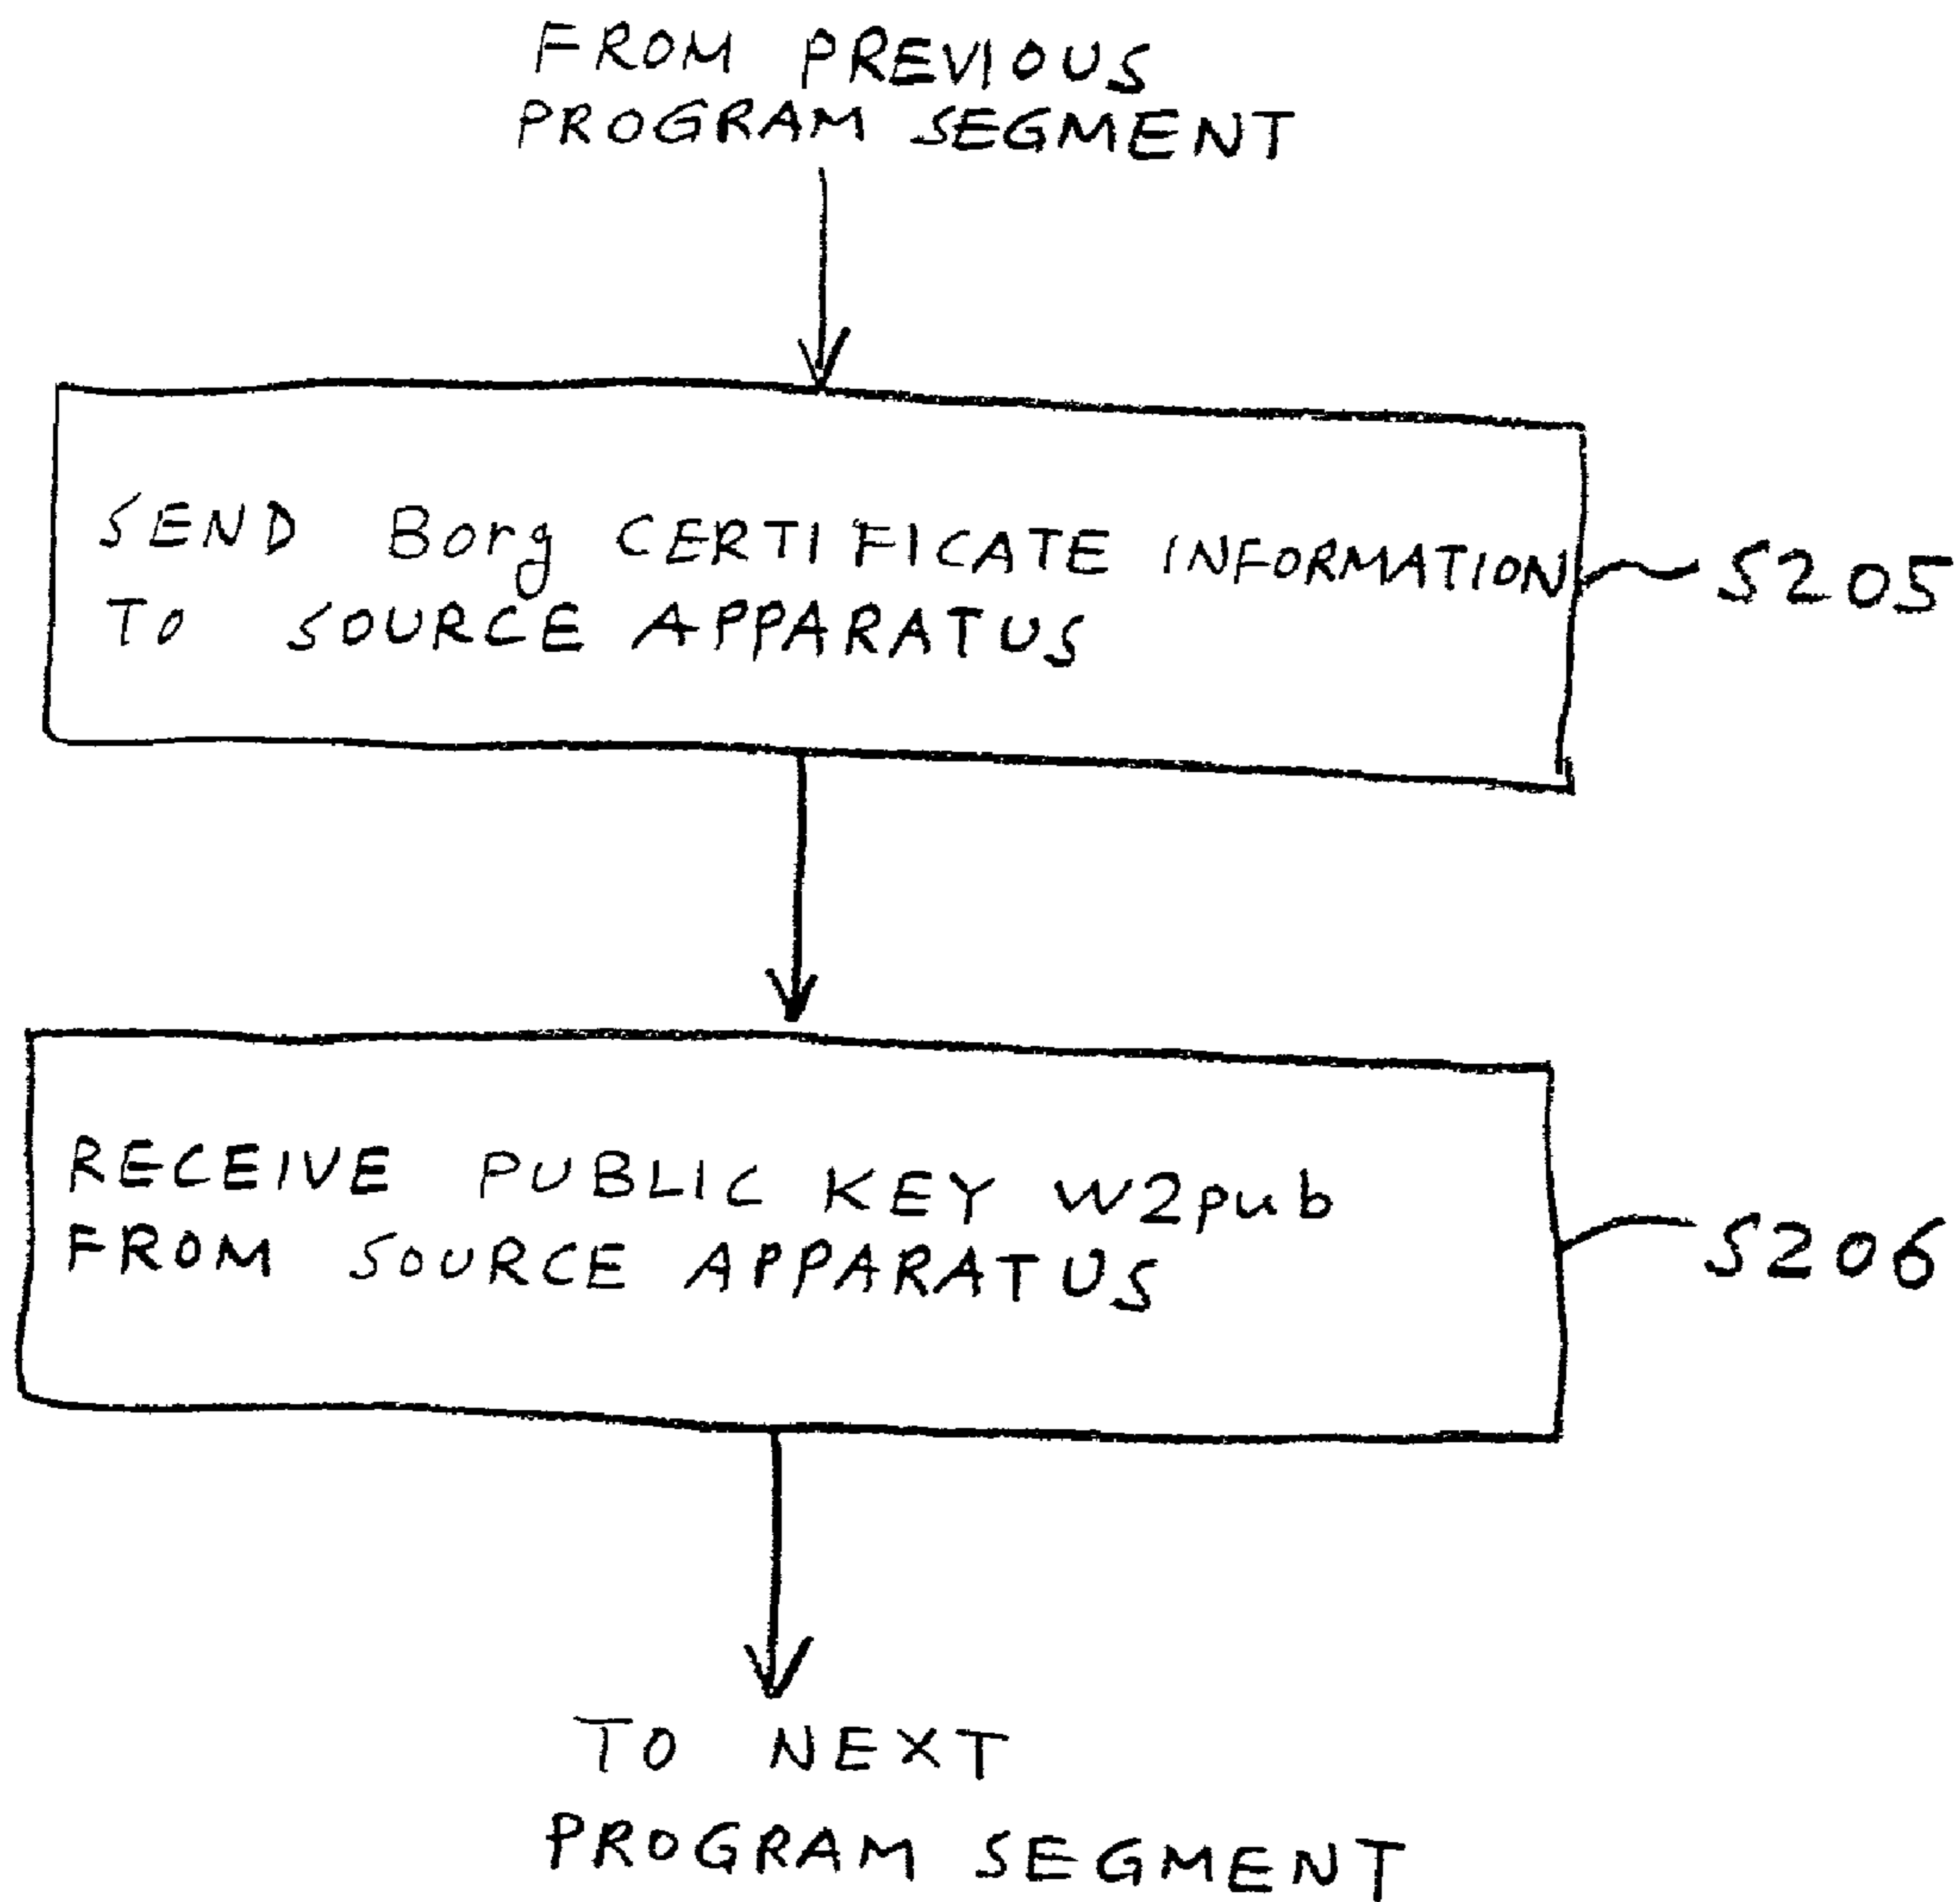 FROM PREVIOUS
PROGRAM SEGMENT
SEND Borg CERTIFICATE INFORMATION
TO SOURCE APPARATUS
S205
RECEIVE PUBLIC KEY W2pub
FROM SOURCE APPARATUS
S206
TO NEXT
PROGRAM SEGMENT